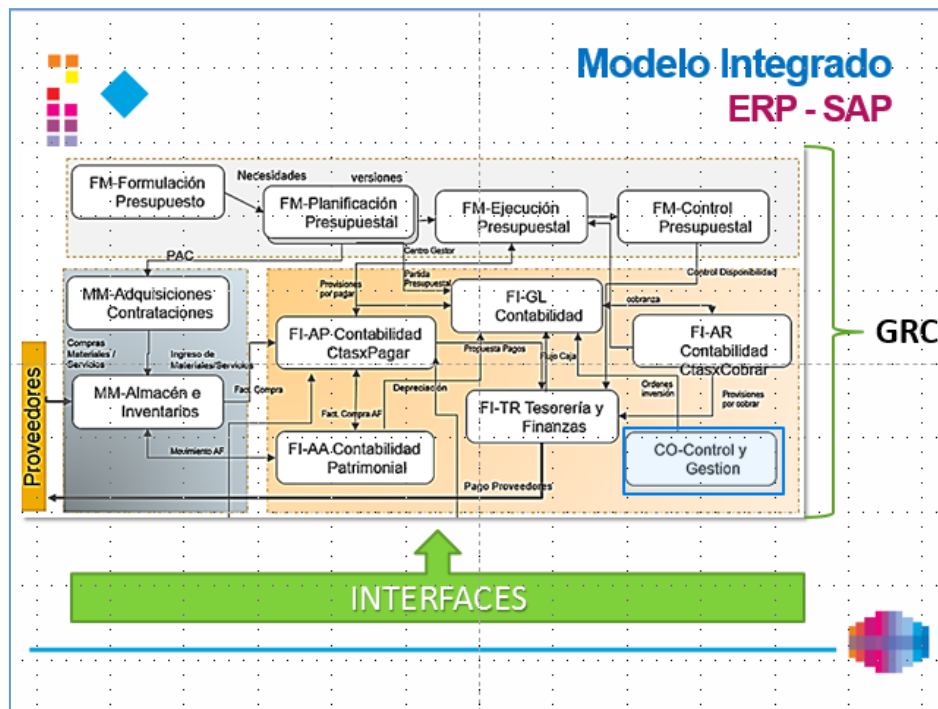 Modelo Integrado
ERP - SAP
FM-Formulación
Presupuesto
Necesidades
versiones
FM-Planificación
Presupuestal
FM-Ejecución
Presupuestal
FM-Control
Presupuestal
PAC
Centro Gestor
Control Disponibilidad
MM-Adquisiciones
Contrataciones
Provisiones
por pagar
Partida
Presupuestal
FI-GL
Contabilidad
cobranza
FI-AP-Contabilidad
CtasxPagar
FI-AR
Contabilidad
CtasxCobrar
GRC
Compras
Materiales /
Servicios
Ingreso de
Materiales/Servicios
Propuesta Pagos
Flujo Caja
Proveedores
MM-Almacén e
Inventarios
Fact. Compra
Depreciación
Ordenes
inversión
Provisiones
por cobrar
Fact. Compra AF
FI-TR Tesorería y
Finanzas
Movimiento AF
FI-AA-Contabilidad
Patrimonial
CO-Control y
Gestion
Pago Proveedores
INTERFACES